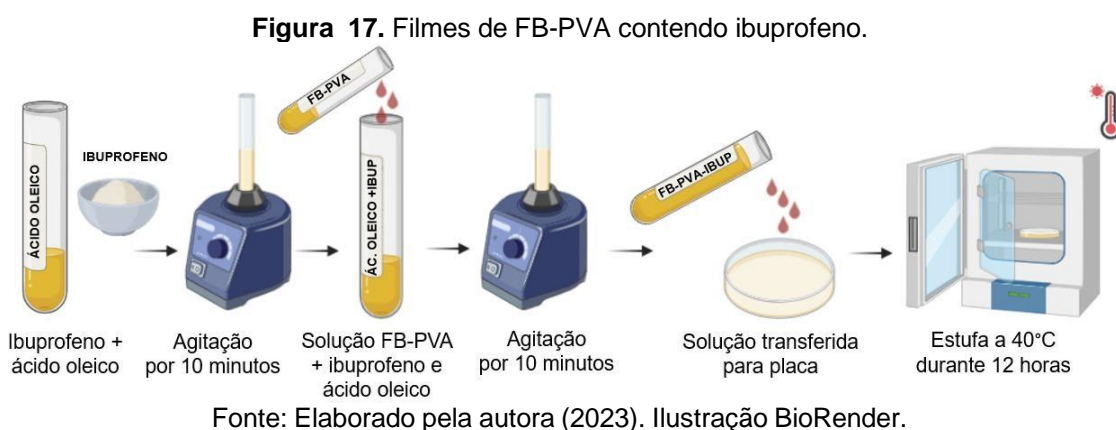 Figura 17. Filmes de FB-PVA contendo ibuprofeno.
FB-PVA
ÁCIDO OLEICO
IBUPROFENO
ÁC. OLEICO +IBUP
FB-PVA-IBUP
Ibuprofeno +
ácido oleico
Agitação
por 10 minutos
Solução FB-PVA
+ ibuprofeno e
ácido oleico
Agitação
por 10 minutos
Solução transferida
para placa
Estufa a 40°C
durante 12 horas
Fonte: Elaborado pela autora (2023). Ilustração BioRender.